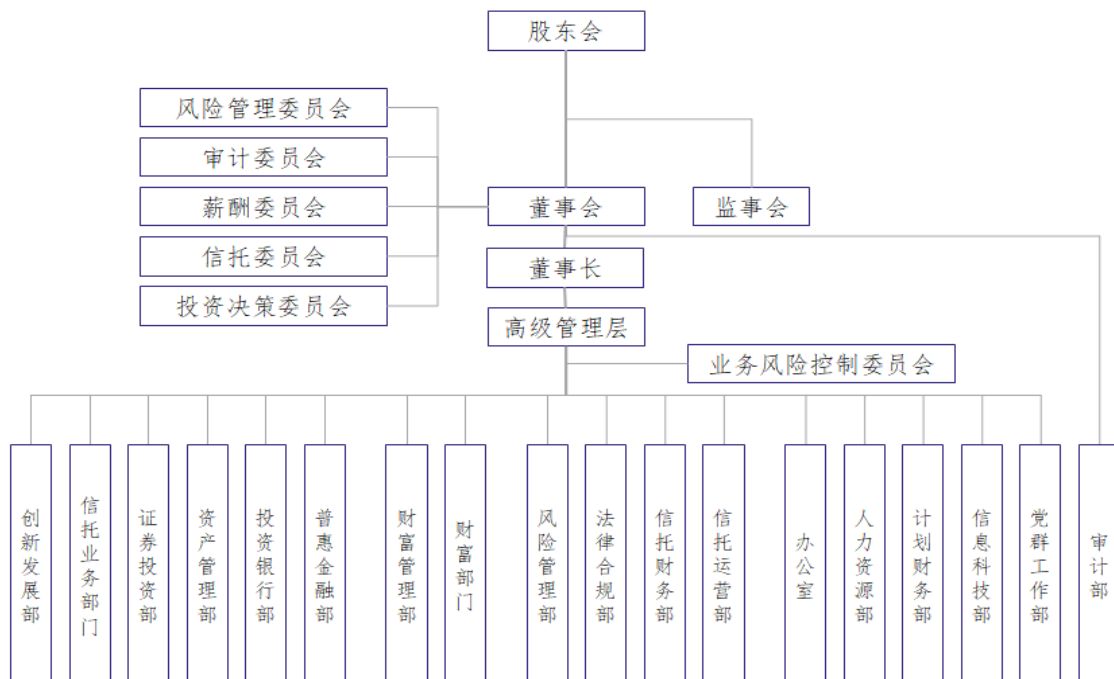 股东会
风险管理委员会
审计委员会
薪酬委员会
信托委员会
投资决策委员会
董事会
监事会
董事长
高级管理层
业务风险控制委员会
创新发展部
信托业务部门
证券投资部
资产管理部
投资银行部
普惠金融部
财富管理部
财富部门
风险管理部
法律合规部
信托财务部
信托运营部
办公室
人力资源部
计划财务部
信息科技部
党群工作部
审计部